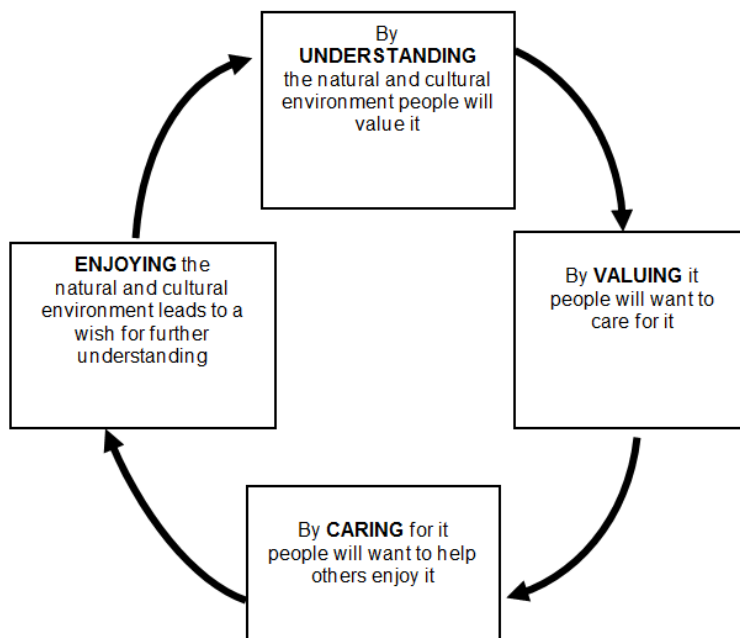 By
UNDERSTANDING
the natural and cultural
environment people will
value it
By VALUING it
people will want to
care for it
By CARING for it
people will want to help
others enjoy it
ENJOYING the
natural and cultural
environment leads to a
wish for further
understanding